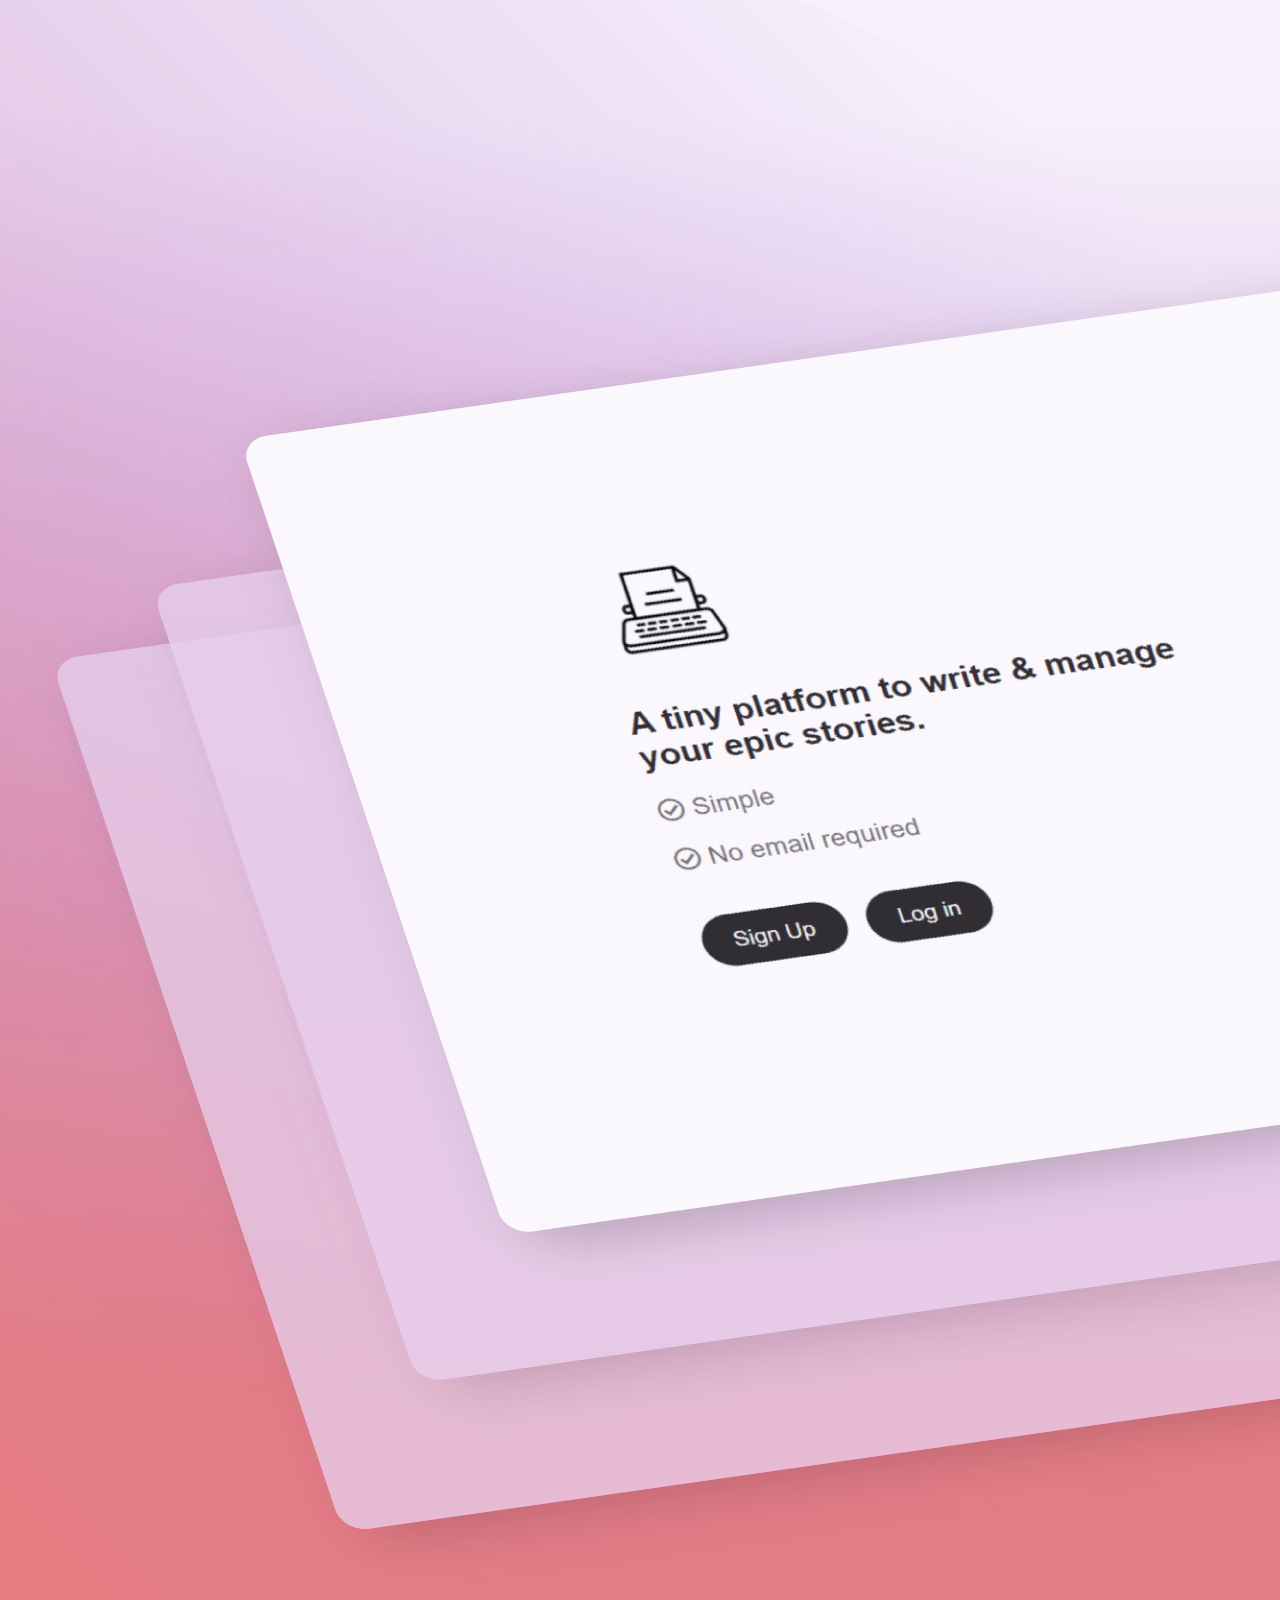 A tiny platform to write & manage
your epic stories.
Simple
No email required
Sign Up
Log in